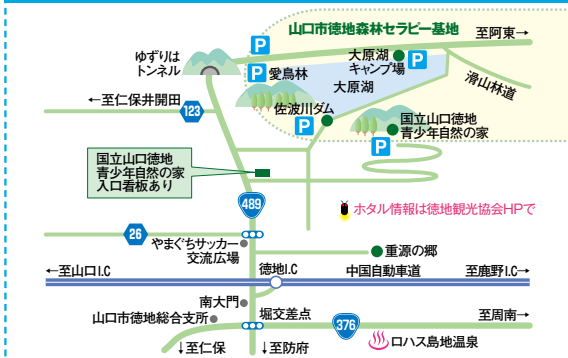 山口市徳地森林セラピー基地
至阿東→
ゆずりは
トンネル
P
P
愛鳥林
大原湖
キャンプ場
P
大原湖
滑山林道
←至仁保井開田
123
佐波川ダム
P
国立山口徳地
青少年自然の家
P
国立山口徳地
青少年自然の家
入口看板あり
489
ホタル情報は徳地観光協会HPで
26
やまぐちサッカー
交流広場
重源の郷
←至山口I.C
徳地I.C
中国自動車道
至鹿野I.C→
南大門
山口市徳地総合支所
堀交差点
376
至周南→
ロハス島地温泉
↓至仁保
↓至防府